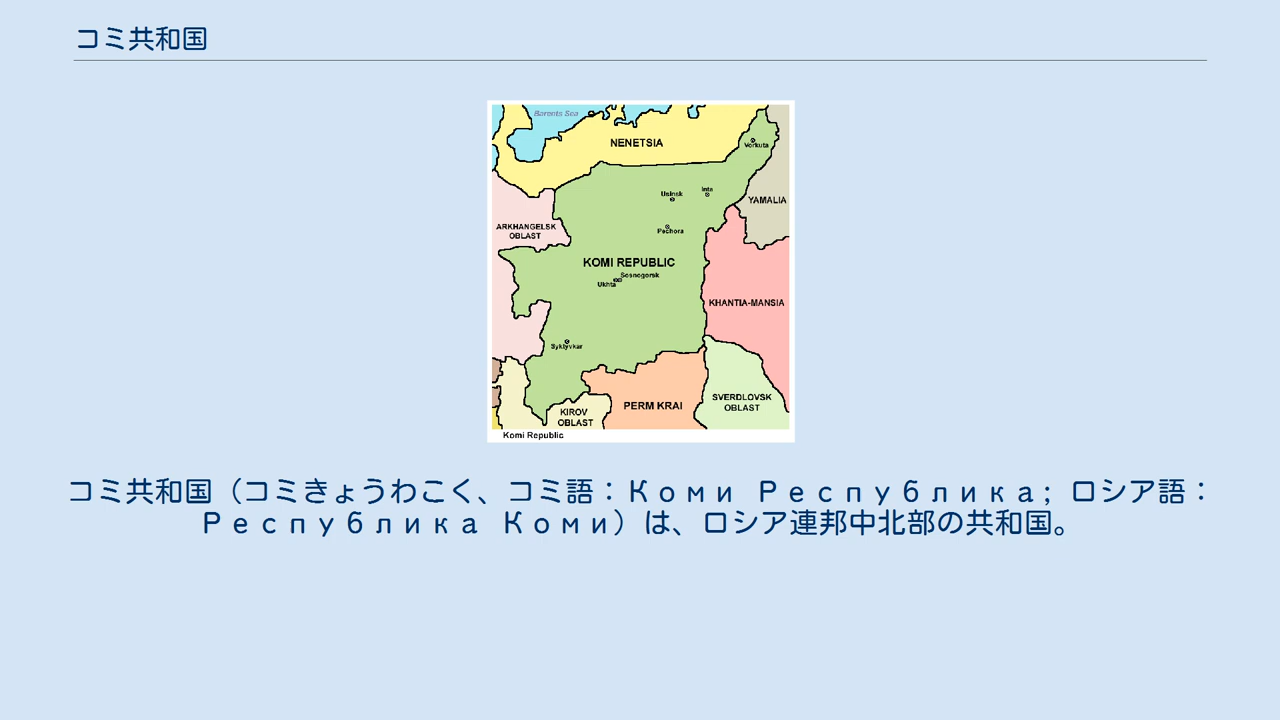 コミ共和国
Barents Sea
NENETSIA
Vorkuta
Usinsk
Inta
YAMALIA
ARKHANGELSK
OBLAST
Pechora
KOMI REPUBLIC
Sosnogorsk
Ukhta
KHANTIA-MANSIA
Syktyvkar
SVERDLOVSK
OBLAST
PERM KRAI
KIROV
OBLAST
Komi Republic
コミ共和国（コミきょうわこく、コミ語：Коми Республика; ロシア語：
Республика Коми）は、ロシア連邦中北部の共和国。